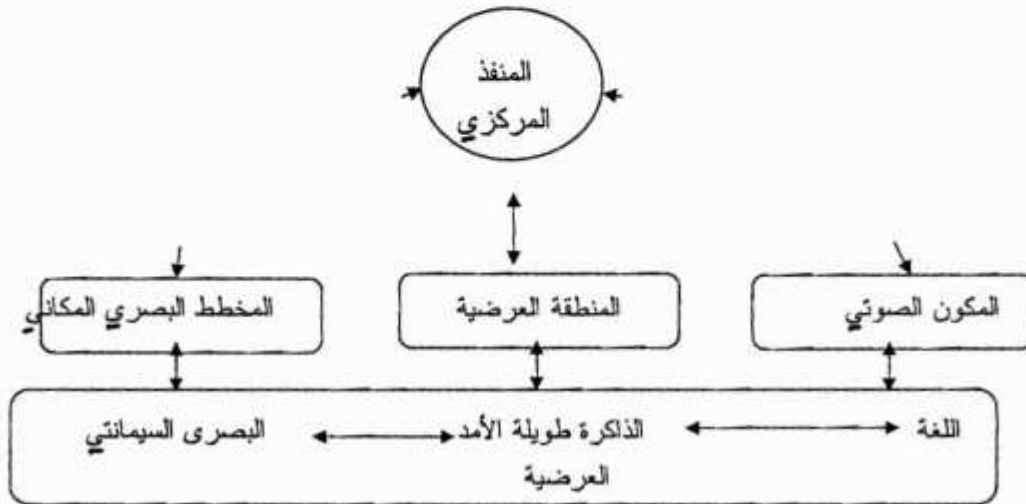 المنفذ
المركزي
المكون الصوتي
المنطقة العرضية
المخطط البصري المكاني
اللغة
الذاكرة طويلة الأمد
البصرى السيمانتي
العرضية